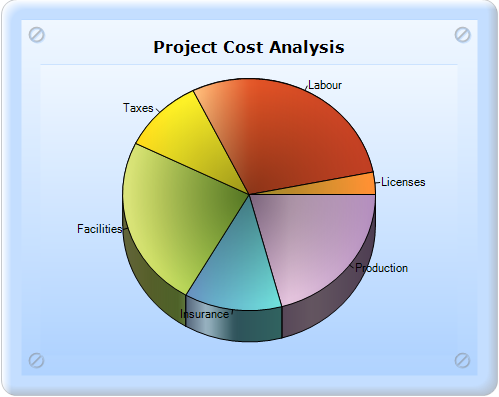 Project Cost Analysis
Labour
Taxes
Licenses
Facilities
Production
Insurance